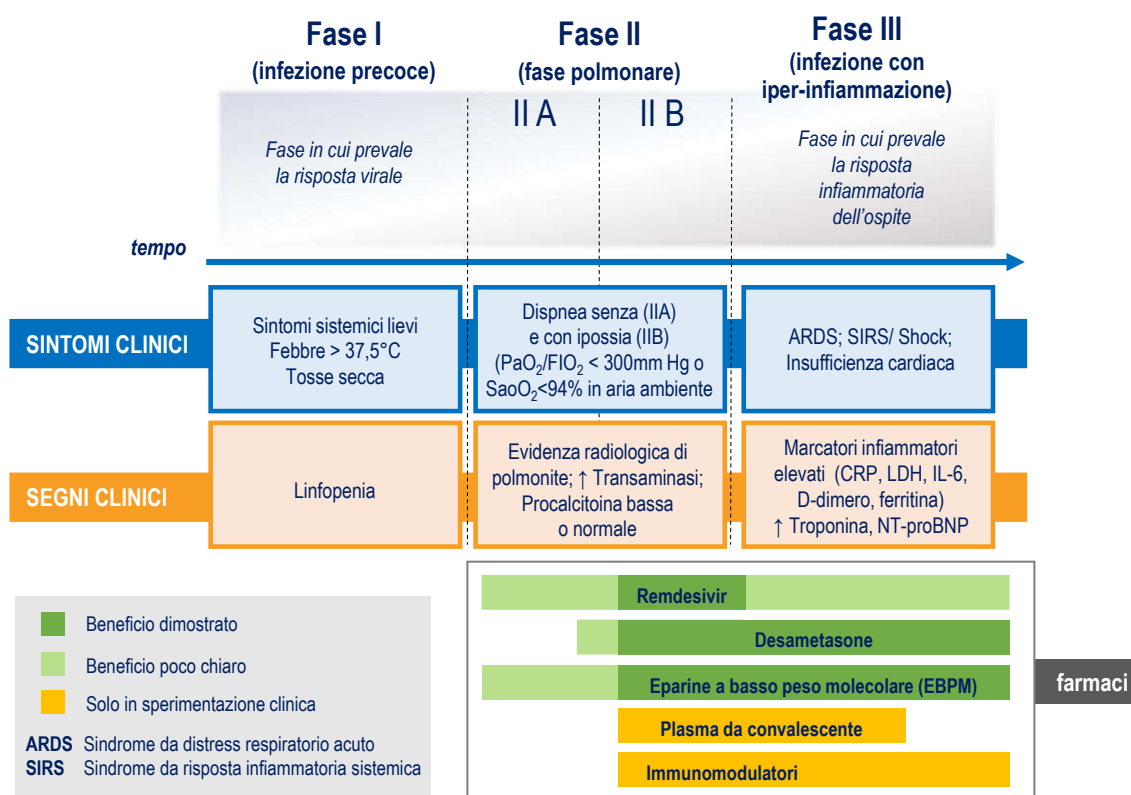 Fase I
(infezione precoce)
Fase II
(fase polmonare)
Fase III
(infezione con
iper-infiammazione)
II A
II B
Fase in cui prevale
la risposta virale
Fase in cui prevale
la risposta
infiammatoria
dell’ospite
tempo
SINTOMI CLINICI
Sintomi sistemici lievi
Febbre > 37,5°C
Tosse secca
Dispnea senza (IIA)
e con ipossia (IIB)
(PaO₂/FIO₂ < 300mm Hg o
SaoO₂<94% in aria ambiente
ARDS; SIRS/ Shock;
Insufficienza cardiaca
SEGNI CLINICI
Linfopenia
Evidenza radiologica di
polmonite; ↑ Transaminasi;
Procalcitoina bassa
o normale
Marcatori infiammatori
elevati (CRP, LDH, IL-6,
D-dimero, ferritina)
↑ Troponina, NT-proBNP
Beneficio dimostrato
Beneficio poco chiaro
Solo in sperimentazione clinica
ARDS Sindrome da distress respiratorio acuto
SIRS Sindrome da risposta infiammatoria sistemica
Remdesivir
Desametasone
Eparine a basso peso molecolare (EBPM)
Plasma da convalescente
Immunomodulatori
farmaci